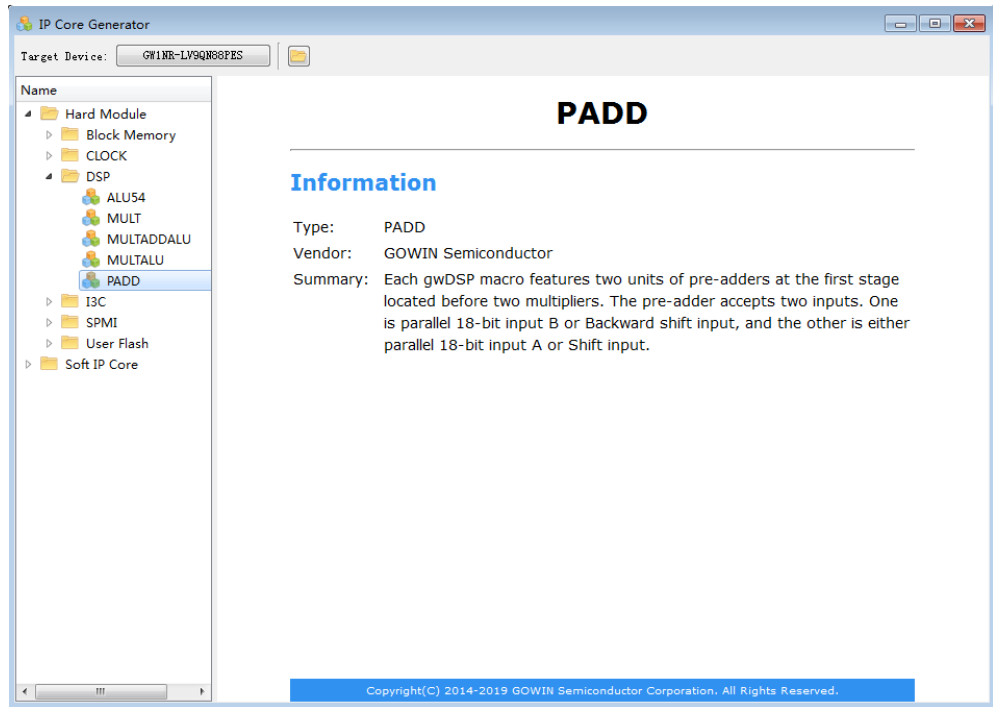 IP Core Generator
Target Device: GW1NR-LV9QN88PES
Name
Hard Module
Block Memory
CLOCK
DSP
ALU54
MULT
MULTADDALU
MULTALU
PADD
I3C
SPMI
User Flash
Soft IP Core
PADD
Information
Type: PADD
Vendor: GOWIN Semiconductor
Summary: Each gwDSP macro features two units of pre-adders at the first stage
located before two multipliers. The pre-adder accepts two inputs. One
is parallel 18-bit input B or Backward shift input, and the other is either
parallel 18-bit input A or Shift input.
Copyright(C) 2014-2019 GOWIN Semiconductor Corporation. All Rights Reserved.